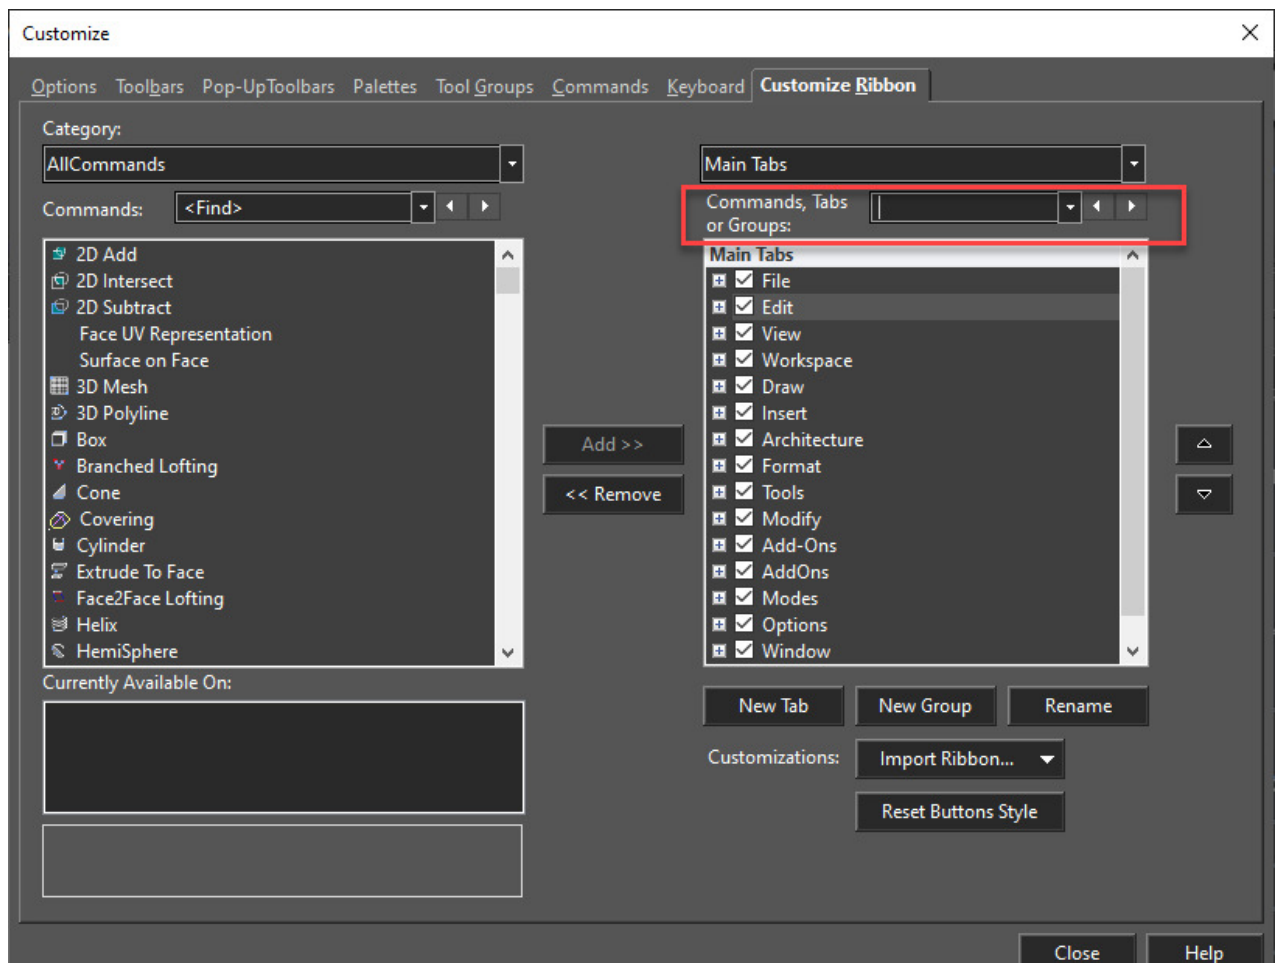 Customize
Options Toolbars Pop-UpToolbars Palettes Tool Groups Commands Keyboard Customize Ribbon
Category:
AllCommands
Main Tabs
Commands: <Find>
Commands, Tabs
or Groups:
2D Add
2D Intersect
2D Subtract
Face UV Representation
Surface on Face
3D Mesh
3D Polyline
Box
Branched Lofting
Cone
Covering
Cylinder
Extrude To Face
Face2Face Lofting
Helix
HemiSphere
Main Tabs
File
Edit
View
Workspace
Draw
Insert
Architecture
Format
Tools
Modify
Add-Ons
AddOns
Modes
Options
Window
Add >>
<< Remove
Currently Available On:
New Tab New Group Rename
Customizations: Import Ribbon...
Reset Buttons Style
Close Help